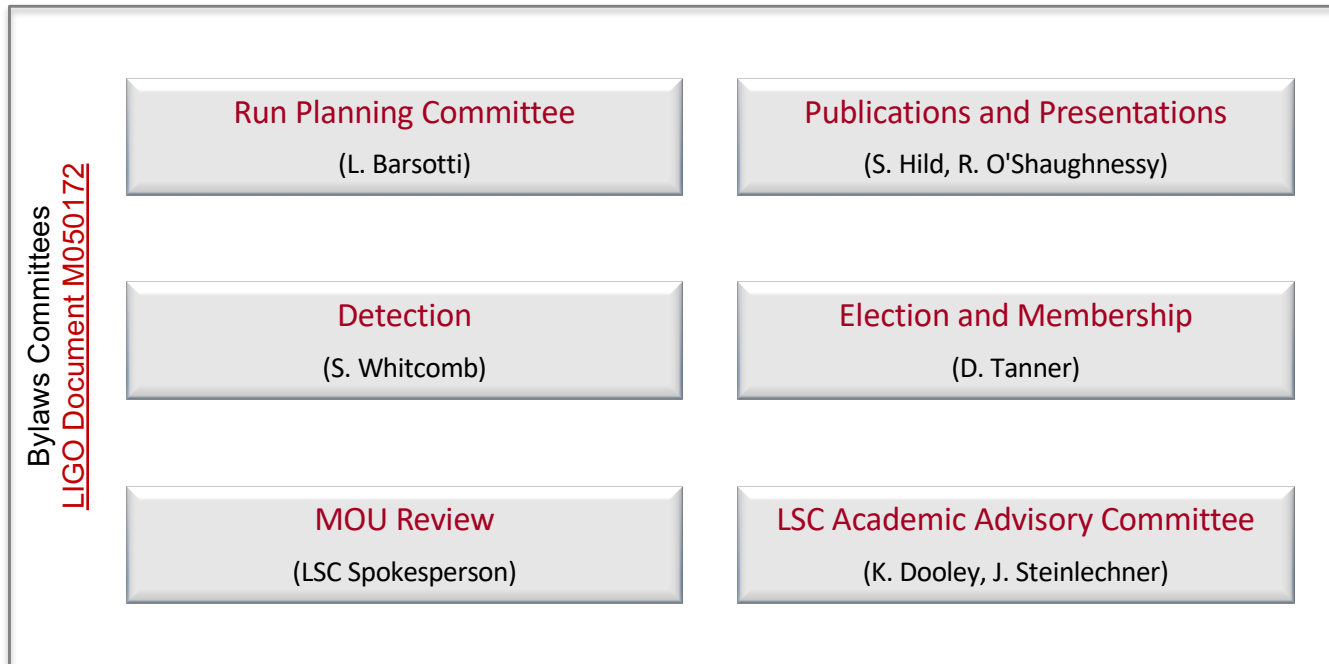 Bylaws Committees
LIGO Document M050172
Run Planning Committee
(L. Barsotti)
Publications and Presentations
(S. Hild, R. O'Shaughnessy)
Detection
(S. Whitcomb)
Election and Membership
(D. Tanner)
MOU Review
(LSC Spokesperson)
LSC Academic Advisory Committee
(K. Dooley, J. Steinlechner)